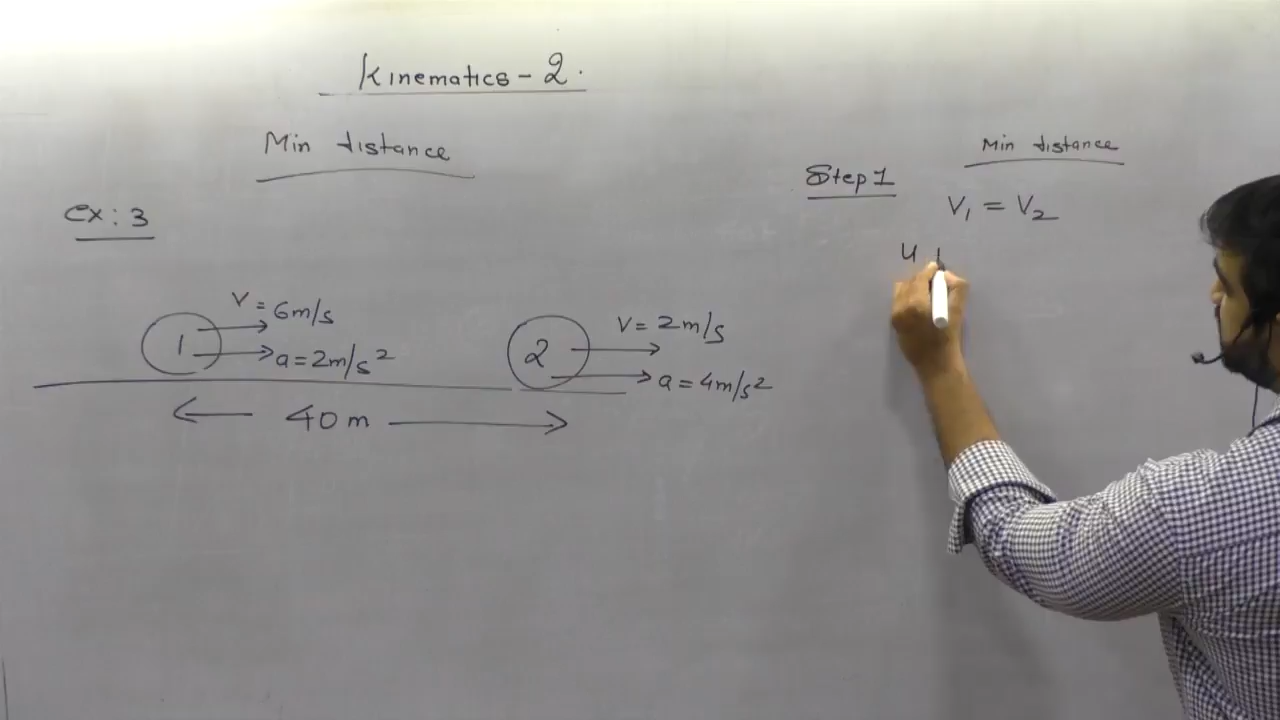 Kinematics - 2.
Min distance
Ex: 3
1
V = 6m/s
a = 2m/s²
2
V = 2m/s
a = 4m/s²
40 m
Min distance
Step 1
V₁ = V₂
u